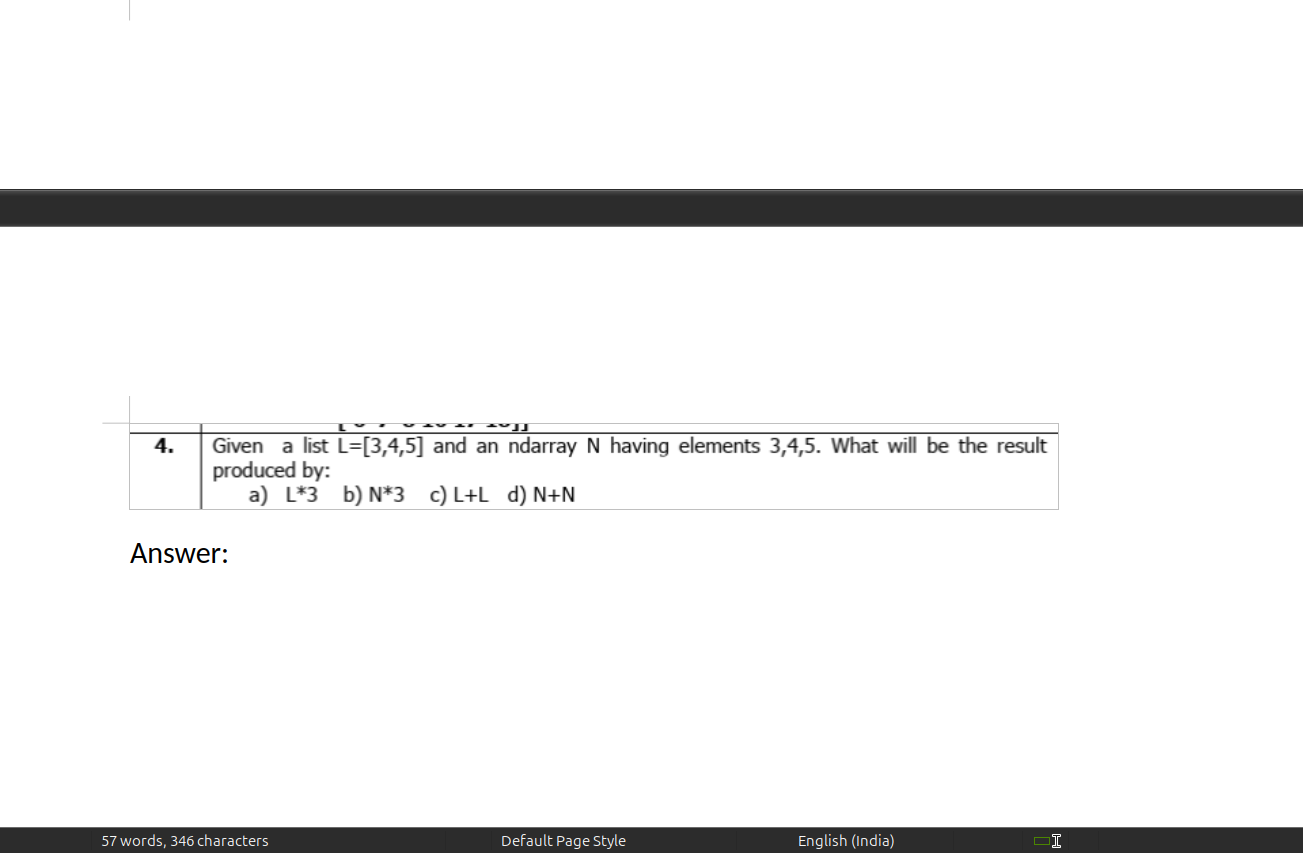 4. Given a list L=[3,4,5] and an ndarray N having elements 3,4,5. What will be the result
produced by:
a) L*3 b) N*3 c) L+L d) N+N
Answer:
57 words, 346 characters Default Page Style English (India)